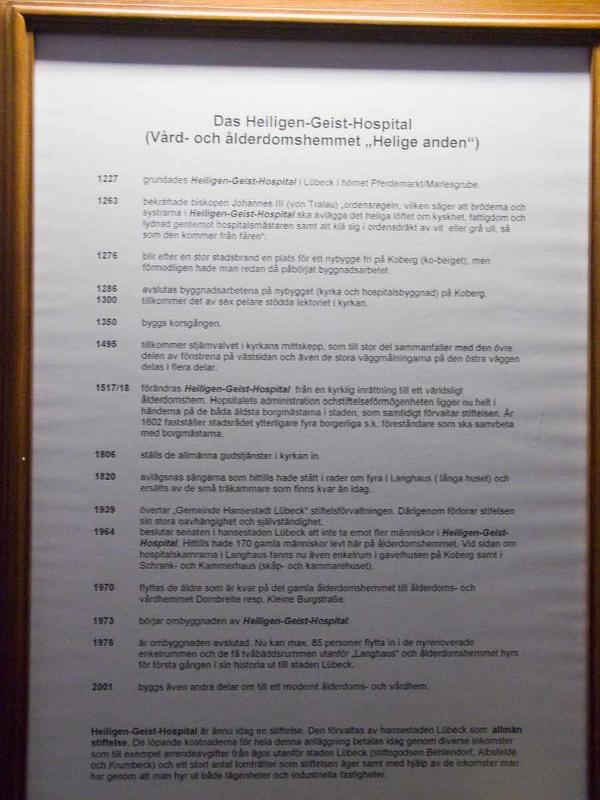 Das Heiligen-Geist-Hospital
(Vård- och ålderdomshemmet „Helige anden“)
1227 grundades Heiligen-Geist-Hospital i Lübeck i hörnet Pferdemarkt/Marlesgrube.
1263 bekräftade biskopen Johannes III (von Tralau) „ordensregeln, vilken säger att bröderna och
systrarna i Heiligen-Geist-Hospital ska avlägga det heliga löftet om kyskhet, fattigdom och
lydnad gentemot hospitalsmästaren samt att klä sig i ordensdräkt av vit eller grå ull, så
som den kommer från fåren“.
1276 blir efter en stor stadsbrand en plats för ett nybygge fri på Koberg (ko-berget), men
förmodligen hade man redan då påbörjat byggnadsarbetet.
1286 avslutas byggnadsarbetena på nybygget (kyrka och hospitalsbyggnad) på Koberg.
1300 tillkommer det av sex pelare stödda lektoriet i kyrkan.
1350 byggs korsgången.
1495 tillkommer stjärnvalvet i kyrkans mittskepp, som till stor del sammanfaller med den övre
delen av fönstrena på västsidan och även de stora väggmålningarna på den östra väggen
delas i flera delar.
1517/18 förändras Heiligen-Geist-Hospital från en kyrklig inrättning till ett världsligt
ålderdomshem. Hopsitalets administration ochstiftelseförmögenheten ligger nu helt i
händerna på de båda äldsta borgmästarna i staden, som samtidigt förvaltar stiftelsen. År
1602 fastställer stadsrådet ytterligare fyra borgerliga s.k. föreståndare som ska samrbeta
med borgmästarna.
1806 ställs de allmänna gudstjänster i kyrkan in.
1820 avlägsnas sängarna som hittills hade stått i rader om fyra i Langhaus ( långa huset) och
ersätts av de små träkammare som finns kvar än idag.
1939 övertar „Gemeinde Hansestadt Lübeck“ stiftelsförvaltningen. Därigenom förlorar stifelsen
sin stora oavhängighet och självständighet.
1964 beslutar senaten i hansestaden Lübeck att inte ta emot fler människor i Heiligen-Geist-
Hospital. Hittills hade 170 gamla människor levt här på ålderdomshemmet. Vid sidan om
hospitalskamrarna i Langhaus fanns nu även enkelrum i gavelhusen på Koberg samt i
Schrank- och Kammerhaus (skåp- och kammarehuset).
1970 flyttas de äldre som är kvar på det gamla ålderdomshemmet till ålderdoms- och
vårdhemmet Dornbreite resp. Kleine Burgstraße.
1973 börjar ombyggnaden av Heiligen-Geist-Hospital.
1976 är ombyggnaden avslutad. Nu kan max. 85 personer flytta in i de nyrenoverade
enkelrummen och de få tvåbäddsrummen utanför „Langhaus“ och ålderdomshemmet hyrs
för första gången i sin historia ut till staden Lübeck.
2001 byggs även andra delar om till ett modernt ålderdoms- och vårdhem.
Heiligen-Geist-Hospital är ännu idag en stiftelse. Den förvaltas av hansestaden Lübeck som allmän
stiftelse. De löpande kostnaderna för hela denna anläggning betalas idag genom diverse inkomster
som till exempel arrendeavgifter från ägor utanför staden Lübeck (stiftsgodsen Behlendorf, Albsfelde
och Krumbeck) och ett stort antal tomträtter som stiftelsen äger samt med hjälp av de inkomster man
har genom att man hyr ut både lägenheter och industriella fastigheter.